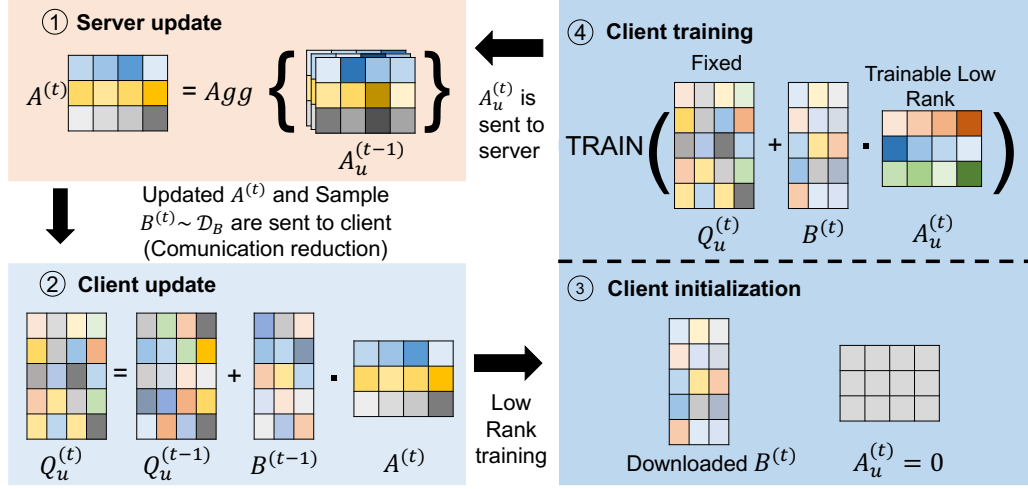 ① Server update
A^{(t)} = Agg { A_u^{(t-1)} }
Updated A^{(t)} and Sample
B^{(t)} ~ 𝒟_B are sent to client
(Comunication reduction)
② Client update
Q_u^{(t)} = Q_u^{(t-1)} + B^{(t-1)} · A^{(t)}
Low
Rank
training
③ Client initialization
Downloaded B^{(t)}
A_u^{(t)} = 0
④ Client training
Fixed
Trainable Low
Rank
TRAIN ( Q_u^{(t)} + B^{(t)} · A_u^{(t)} )
A_u^{(t)} is
sent to
server